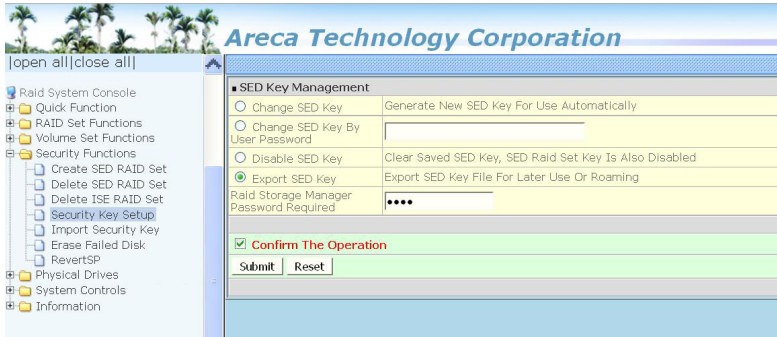 Areca Technology Corporation
|open all|close all|
Raid System Console
Quick Function
RAID Set Functions
Volume Set Functions
Security Functions
Create SED RAID Set
Delete SED RAID Set
Delete ISE RAID Set
Security Key Setup
Import Security Key
Erase Failed Disk
RevertSP
Physical Drives
System Controls
Information
SED Key Management
Change SED Key Generate New SED Key For Use Automatically
Change SED Key By
User Password
Disable SED Key Clear Saved SED Key, SED Raid Set Key Is Also Disabled
Export SED Key Export SED Key File For Later Use Or Roaming
Raid Storage Manager
Password Required ••••
Confirm The Operation
Submit Reset